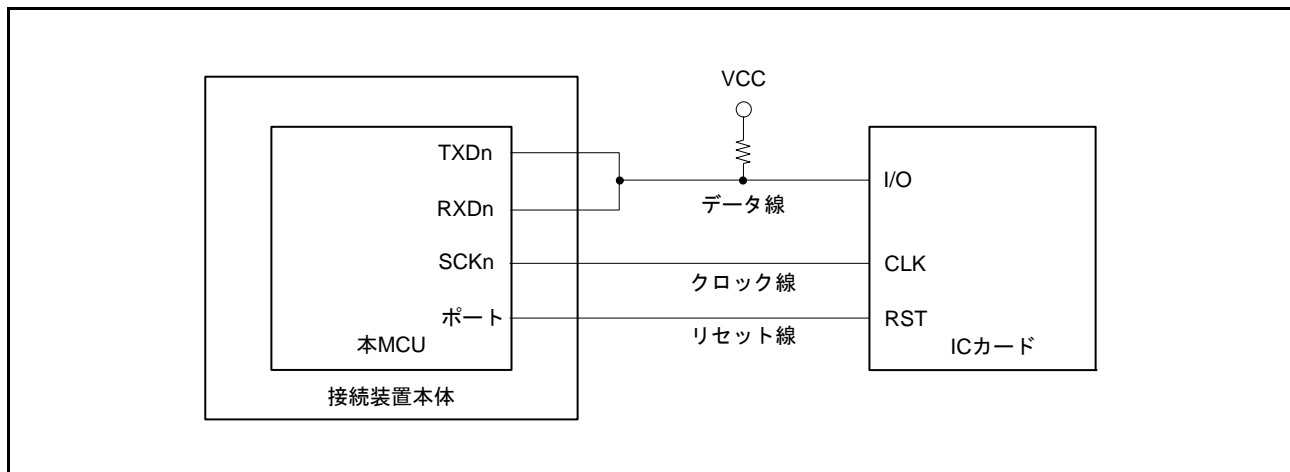 VCC
TXDn
RXDn
SCKn
ポート
本MCU
接続装置本体
データ線
クロック線
リセット線
I/O
CLK
RST
ICカード